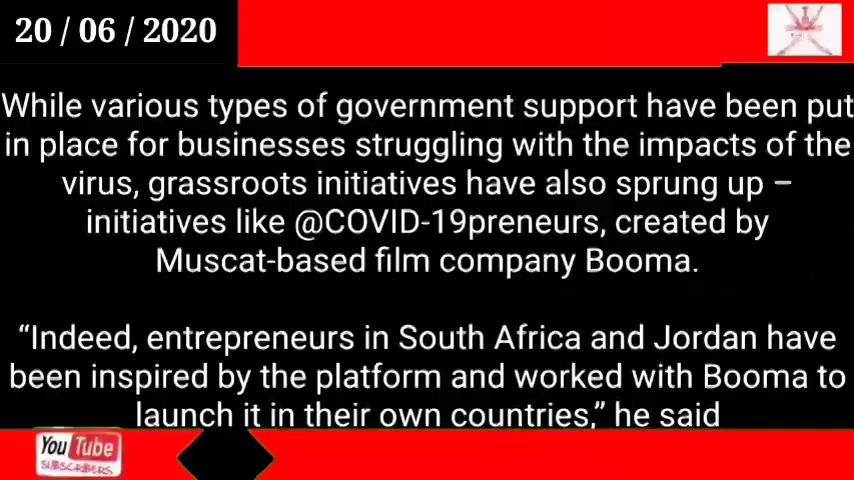 20 / 06 / 2020
While various types of government support have been put
in place for businesses struggling with the impacts of the
virus, grassroots initiatives have also sprung up –
initiatives like @COVID-19preneurs, created by
Muscat-based film company Booma.
“Indeed, entrepreneurs in South Africa and Jordan have
been inspired by the platform and worked with Booma to
launch it in their own countries,” he said
YouTube
SUBSCRIBERS